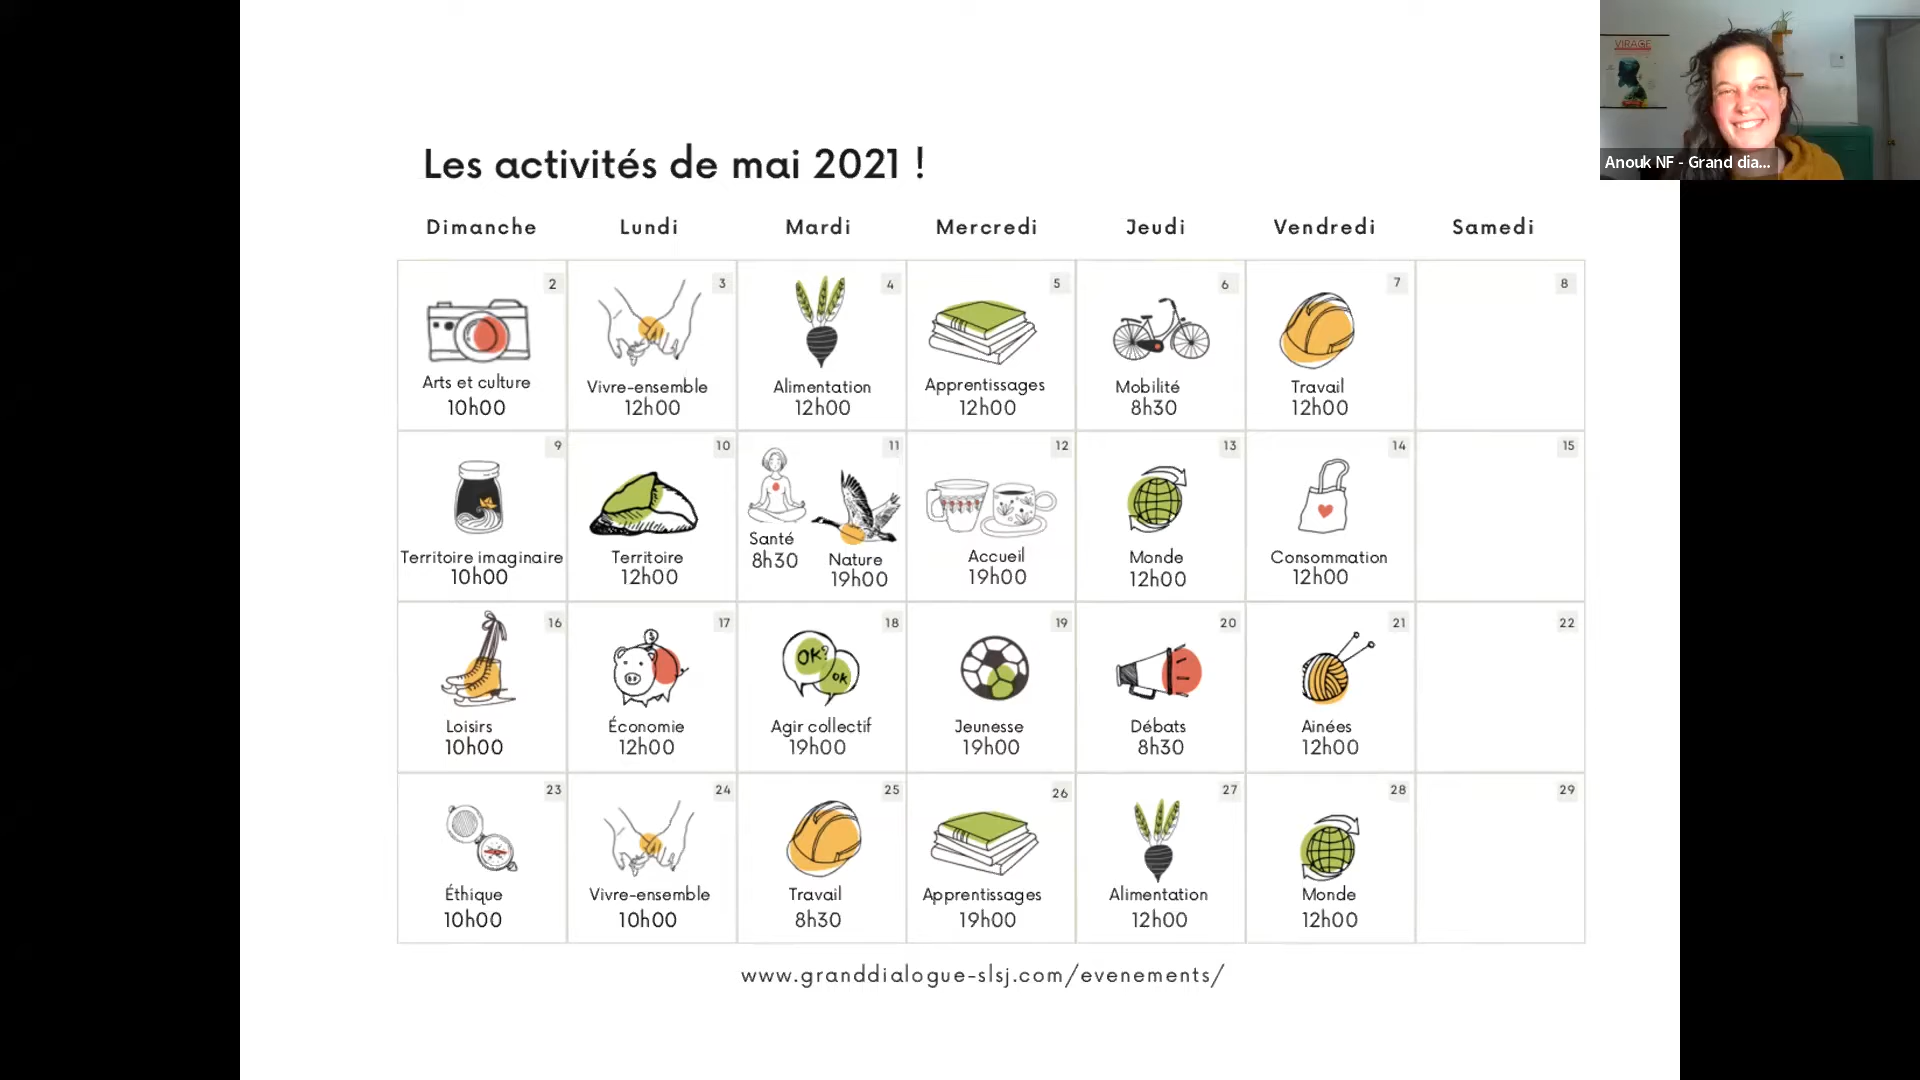 VIRAGE
Anouk NF - Grand dia...
Les activités de mai 2021 !
Dimanche Lundi Mardi Mercredi Jeudi Vendredi Samedi
2 3 4 5 6 7 8
Arts et culture Vivre-ensemble Alimentation Apprentissages Mobilité Travail
10h00 12h00 12h00 12h00 8h30 12h00
9 10 11 12 13 14 15
Santé
8h30
Territoire imaginaire Territoire Nature Accueil Monde Consommation
10h00 12h00 19h00 19h00 12h00 12h00
16 17 18 19 20 21 22
$
OK?
OK
Loisirs Économie Agir collectif Jeunesse Débats Ainées
10h00 12h00 19h00 19h00 8h30 12h00
23 24 25 26 27 28 29
Éthique Vivre-ensemble Travail Apprentissages Alimentation Monde
10h00 10h00 8h30 19h00 12h00 12h00
www.granddialogue-slsj.com/evenements/